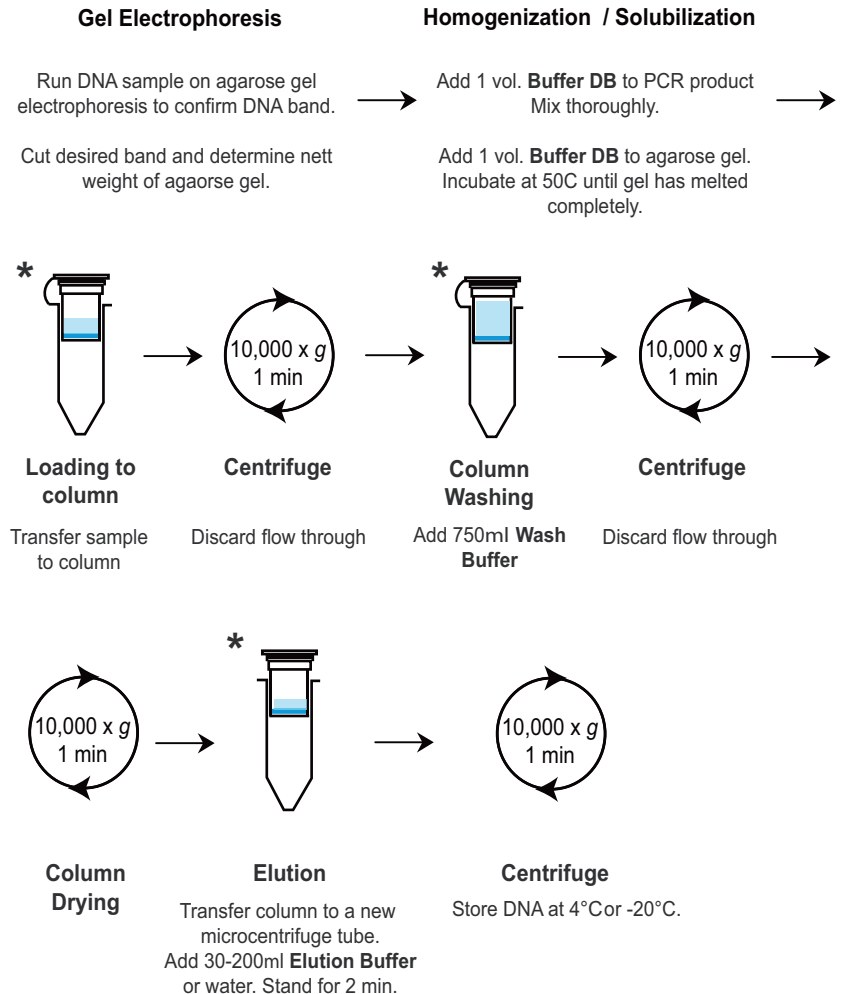 Gel Electrophoresis
Run DNA sample on agarose gel
electrophoresis to confirm DNA band.
Cut desired band and determine nett
weight of agaorse gel.
Homogenization / Solubilization
Add 1 vol. Buffer DB to PCR product
Mix thoroughly.
Add 1 vol. Buffer DB to agarose gel.
Incubate at 50C until gel has melted
completely.
*
Loading to
column
Transfer sample
to column
10,000 x g
1 min
Centrifuge
Discard flow through
*
Column
Washing
Add 750ml Wash
Buffer
10,000 x g
1 min
Centrifuge
Discard flow through
10,000 x g
1 min
Column
Drying
*
Elution
Transfer column to a new
microcentrifuge tube.
Add 30-200ml Elution Buffer
or water. Stand for 2 min.
10,000 x g
1 min
Centrifuge
Store DNA at 4°Cor -20°C.